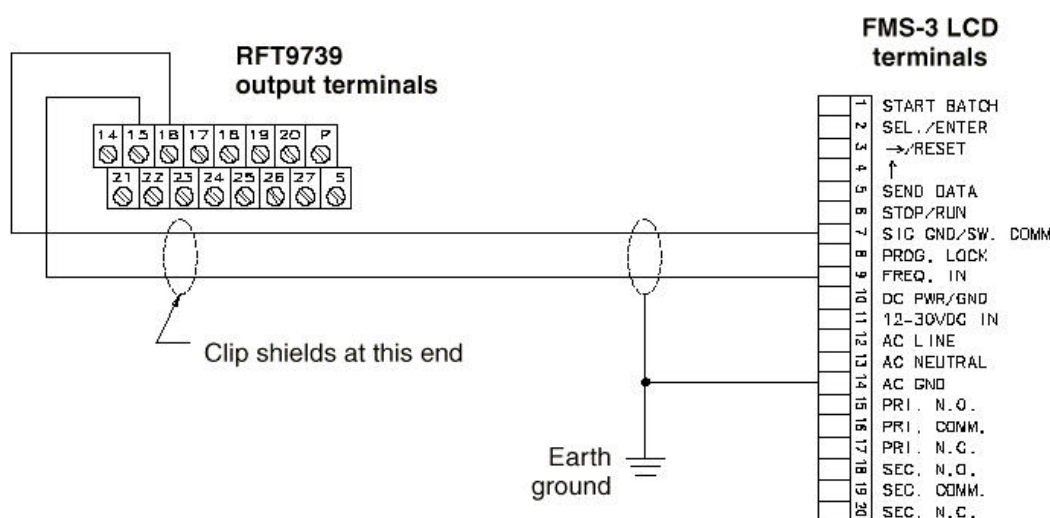 RFT9739
output terminals
14 15 16 17 18 19 20 P
21 22 23 24 25 26 27 S
Clip shields at this end
Earth
ground
FMS-3 LCD
terminals
1 START BATCH
2 SEL./ENTER
3 →/RESET
4 ↑
5 SEND DATA
6 STOP/RUN
7 SIG GND/SW. COMM
8 PROG. LOCK
9 FREQ. IN
10 DC PWR/GND
11 12-30VDC IN
12 AC LINE
13 AC NEUTRAL
14 AC GND
15 PRI. N.O.
16 PRI. COMM.
17 PRI. N.C.
18 SEC. N.O.
19 SEC. COMM.
20 SEC. N.C.